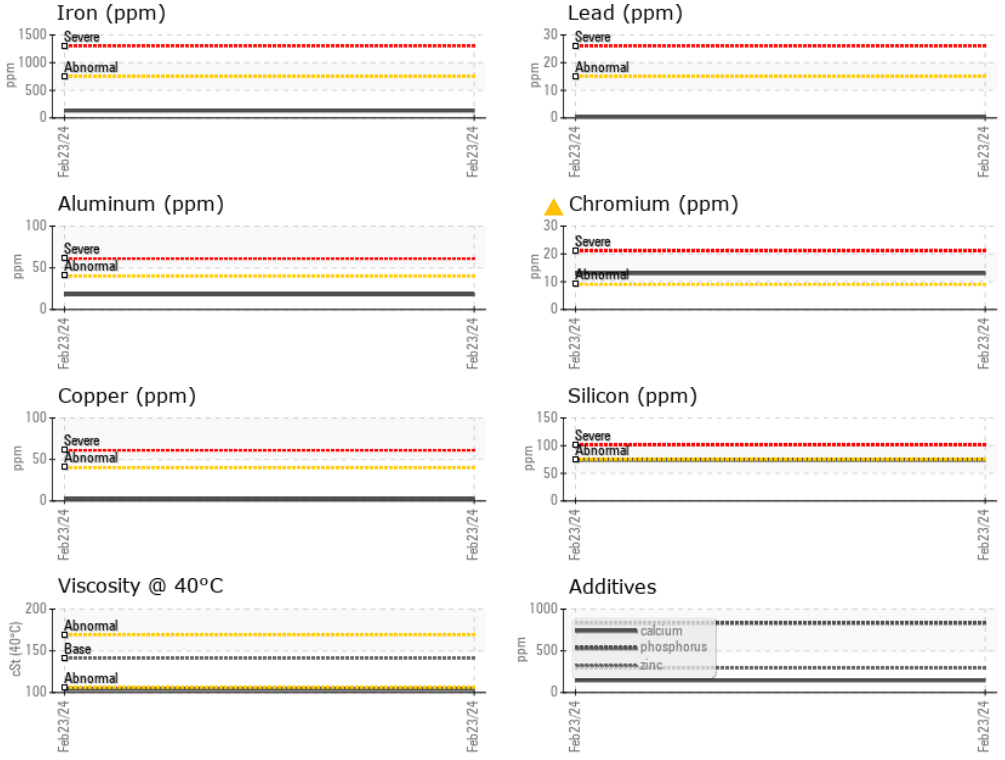 Iron (ppm)
1500
1000
500
0
ppm
Severe
Abnormal
Feb23/24
Feb23/24
Lead (ppm)
30
20
10
0
ppm
Severe
Abnormal
Feb23/24
Feb23/24
Aluminum (ppm)
100
50
0
ppm
Severe
Abnormal
Feb23/24
Feb23/24
Chromium (ppm)
30
20
10
0
ppm
Severe
Abnormal
Feb23/24
Feb23/24
Copper (ppm)
100
50
0
ppm
Severe
Abnormal
Feb23/24
Feb23/24
Silicon (ppm)
150
100
50
0
ppm
Severe
Abnormal
Feb23/24
Feb23/24
Viscosity @ 40°C
200
150
100
cSt (40°C)
Abnormal
Base
Abnormal
Feb23/24
Feb23/24
Additives
1000
500
0
ppm
calcium
phosphorus
zinc
Feb23/24
Feb23/24